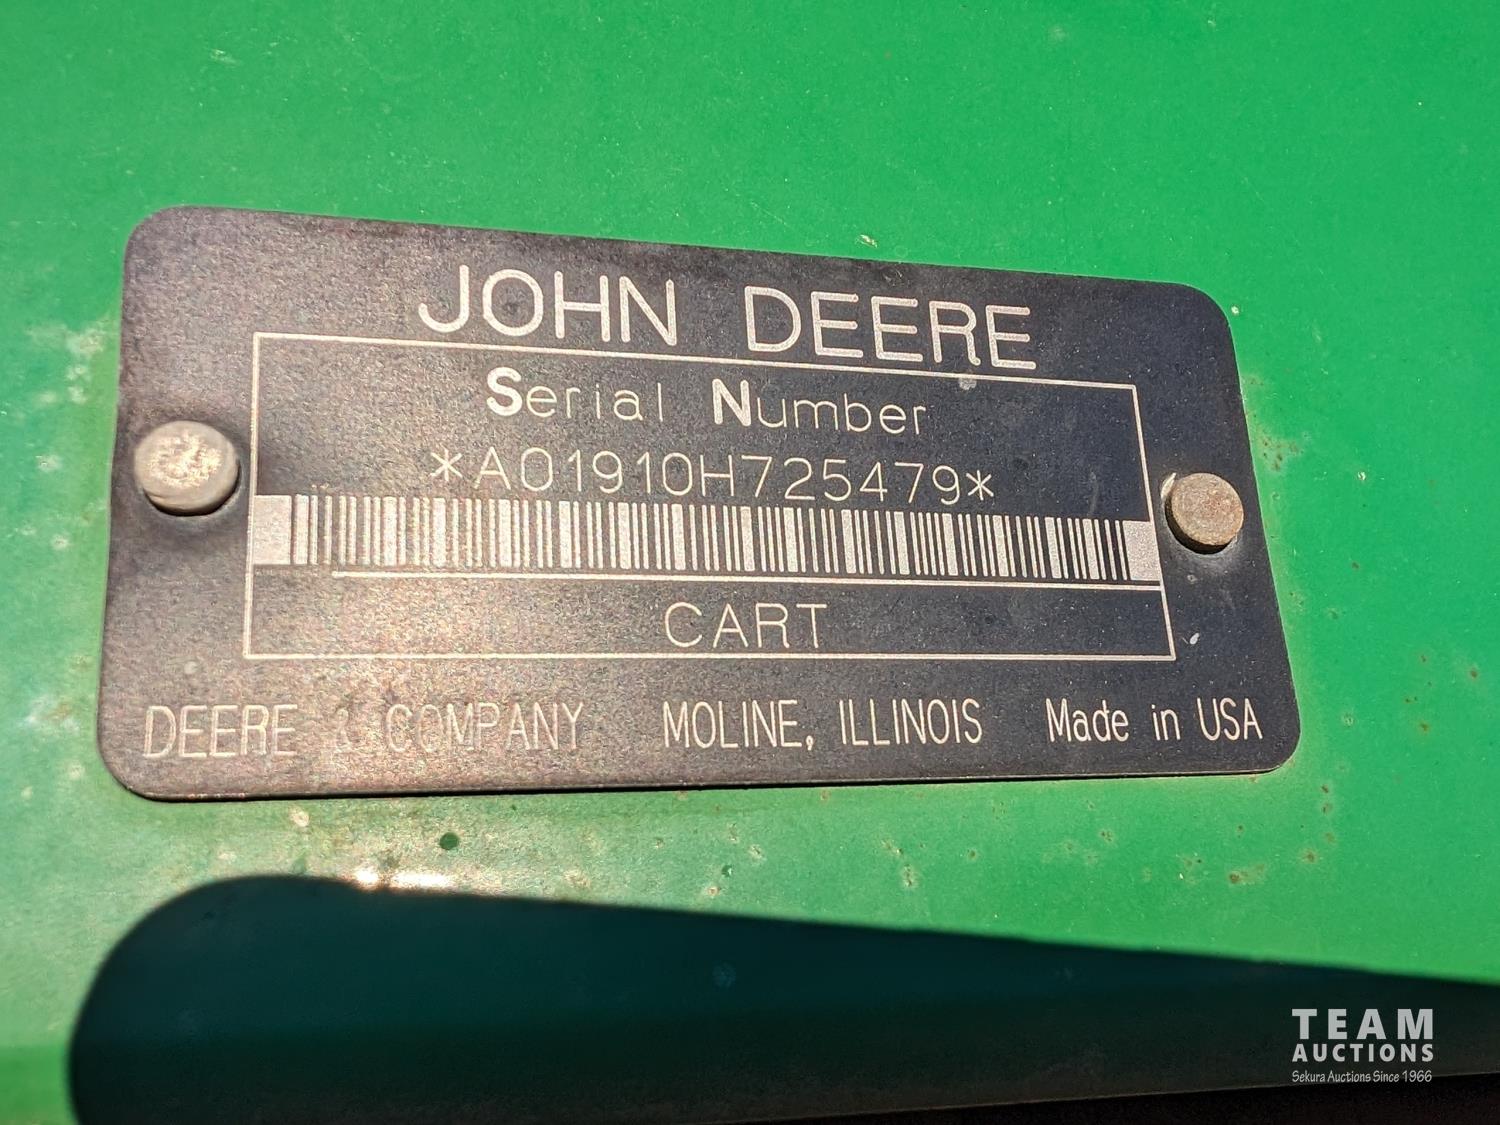 JOHN DEERE
Serial Number
*A01910H725479*
CART
DEERE & COMPANY MOLINE, ILLINOIS Made in USA
TEAM
AUCTIONS
Sekura Auctions Since 1966